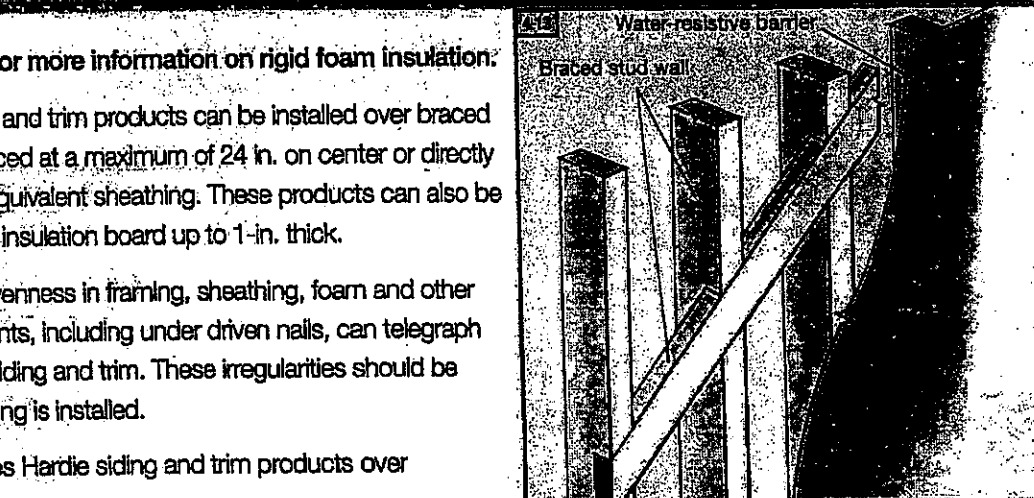 or more information on rigid foam insulation.
and trim products can be installed over braced
ced at a maximum of 24 in. on center or directly
quivalent sheathing. These products can also be
insulation board up to 1-in. thick.
enness in framing, sheathing, foam and other
nts, including under driven nails, can telegraph
iding and trim. These irregularities should be
ng is installed.
es Hardie siding and trim products over
Water-resistive barrier
Braced stud wall